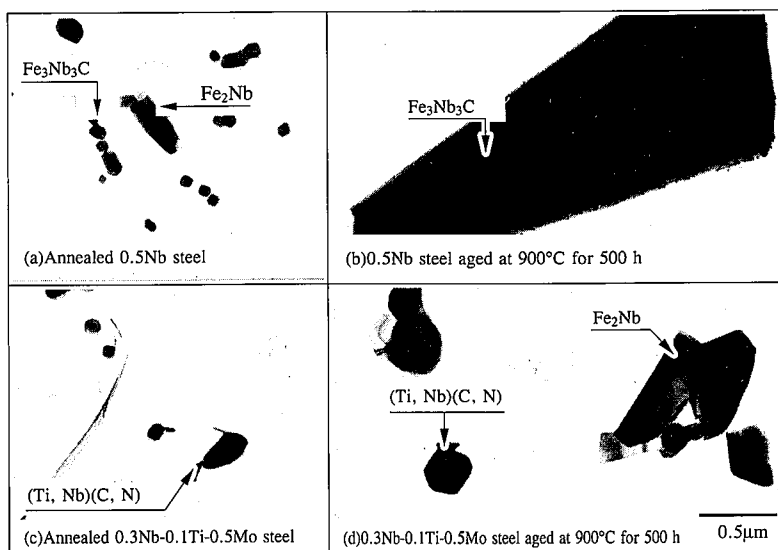 Fe₃Nb₃C
Fe₂Nb
(a)Annealed 0.5Nb steel
Fe₃Nb₃C
(b)0.5Nb steel aged at 900°C for 500 h
(Ti, Nb)(C, N)
(c)Annealed 0.3Nb-0.1Ti-0.5Mo steel
Fe₂Nb
(Ti, Nb)(C, N)
(d)0.3Nb-0.1Ti-0.5Mo steel aged at 900°C for 500 h
0.5μm